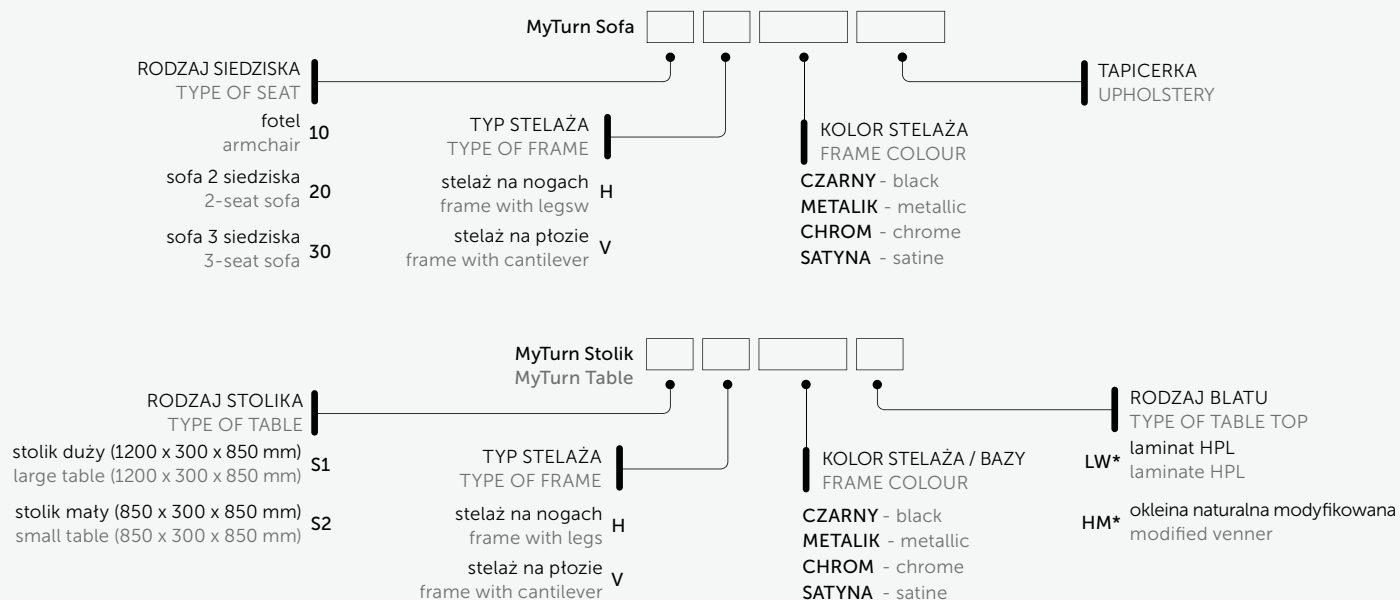 MyTurn Sofa
RODZAJ SIEDZISKA
TYPE OF SEAT
fotel
armchair
10
sofa 2 siedziska
2-seat sofa
20
sofa 3 siedziska
3-seat sofa
30
TYP STELAŻA
TYPE OF FRAME
stelaż na nogach
frame with legsw
H
stelaż na płozie
frame with cantilever
V
KOLOR STELAŻA
FRAME COLOUR
CZARNY - black
METALIK - metallic
CHROM - chrome
SATYNA - satine
TAPICERKA
UPHOLSTERY
MyTurn Stolik
MyTurn Table
RODZAJ STOLIKA
TYPE OF TABLE
stolik duży (1200 x 300 x 850 mm)
large table (1200 x 300 x 850 mm)
S1
stolik mały (850 x 300 x 850 mm)
small table (850 x 300 x 850 mm)
S2
TYP STELAŻA
TYPE OF FRAME
stelaż na nogach
frame with legs
H
stelaż na płozie
frame with cantilever
V
KOLOR STELAŻA / BAZY
FRAME COLOUR
CZARNY - black
METALIK - metallic
CHROM - chrome
SATYNA - satine
RODZAJ BLATU
TYPE OF TABLE TOP
LW*
laminat HPL
laminate HPL
HM*
okleina naturalna modyfikowana
modified venner